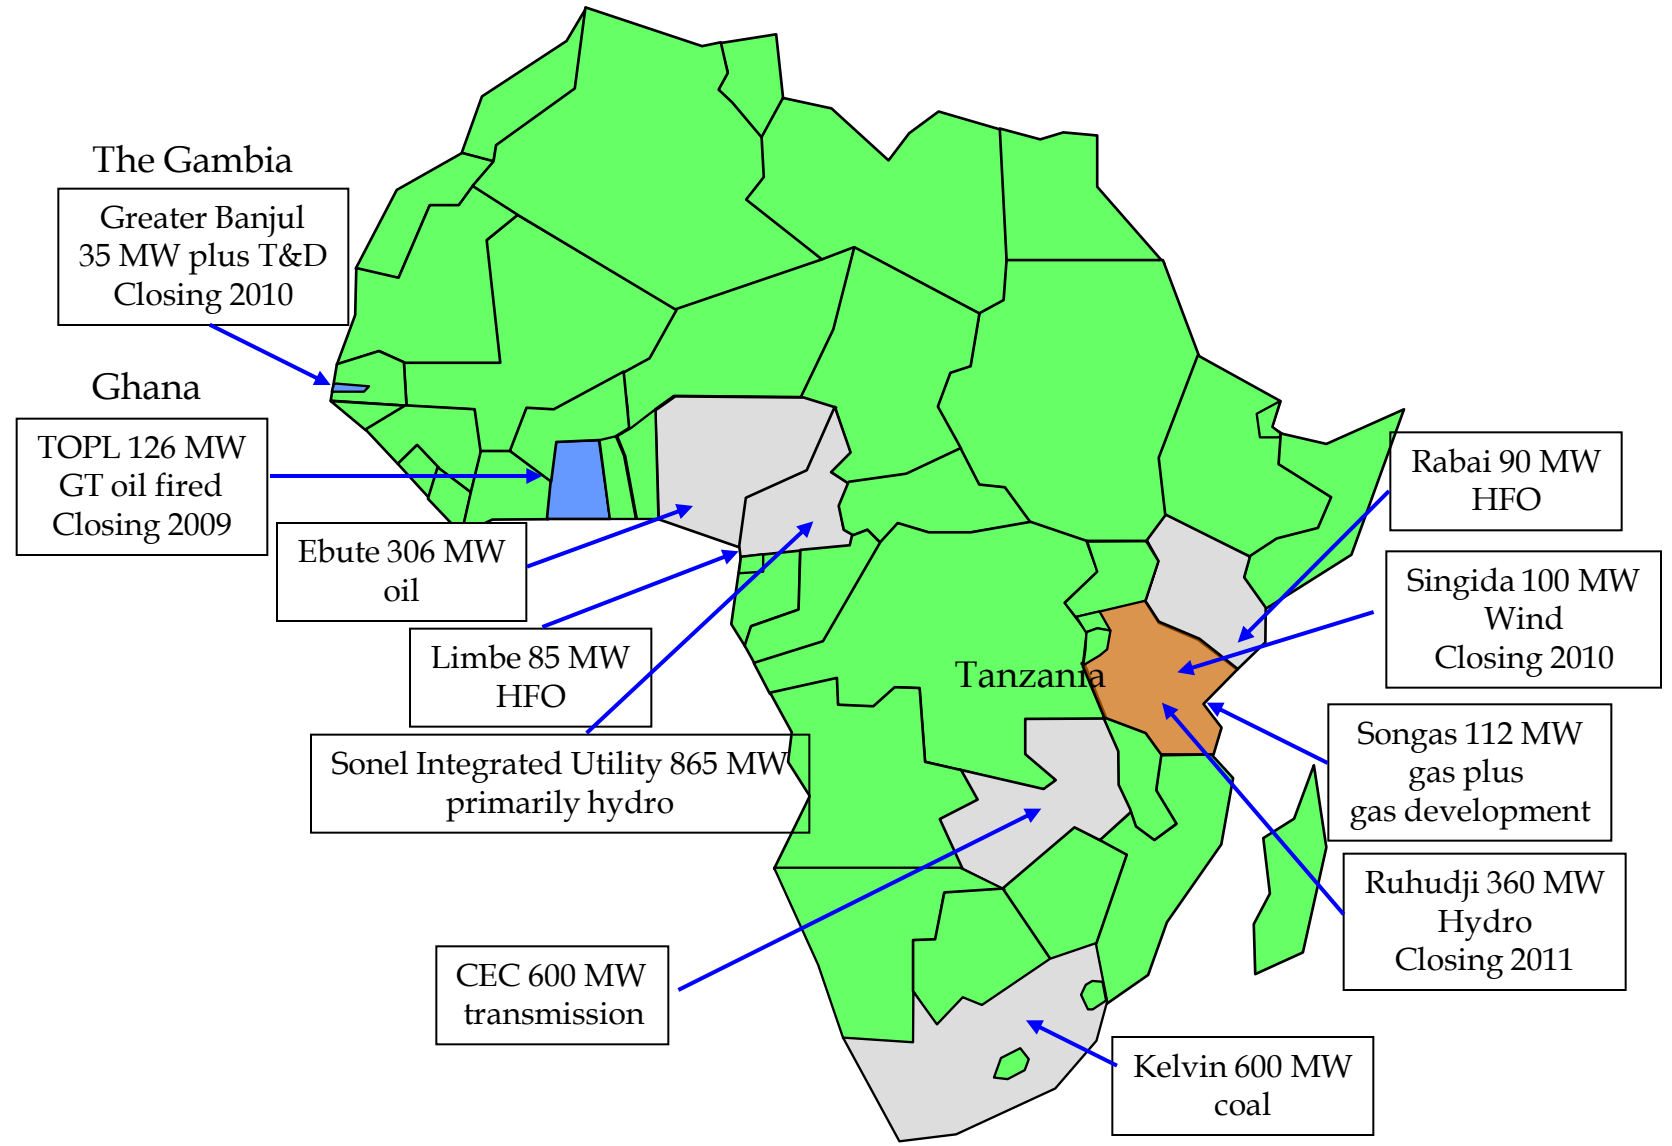 The Gambia
Greater Banjul
35 MW plus T&D
Closing 2010
Ghana
TOPL 126 MW
GT oil fired
Closing 2009
Ebute 306 MW
oil
Limbe 85 MW
HFO
Sonel Integrated Utility 865 MW
primarily hydro
CEC 600 MW
transmission
Tanzania
Rabai 90 MW
HFO
Singida 100 MW
Wind
Closing 2010
Songas 112 MW
gas plus
gas development
Ruhudji 360 MW
Hydro
Closing 2011
Kelvin 600 MW
coal